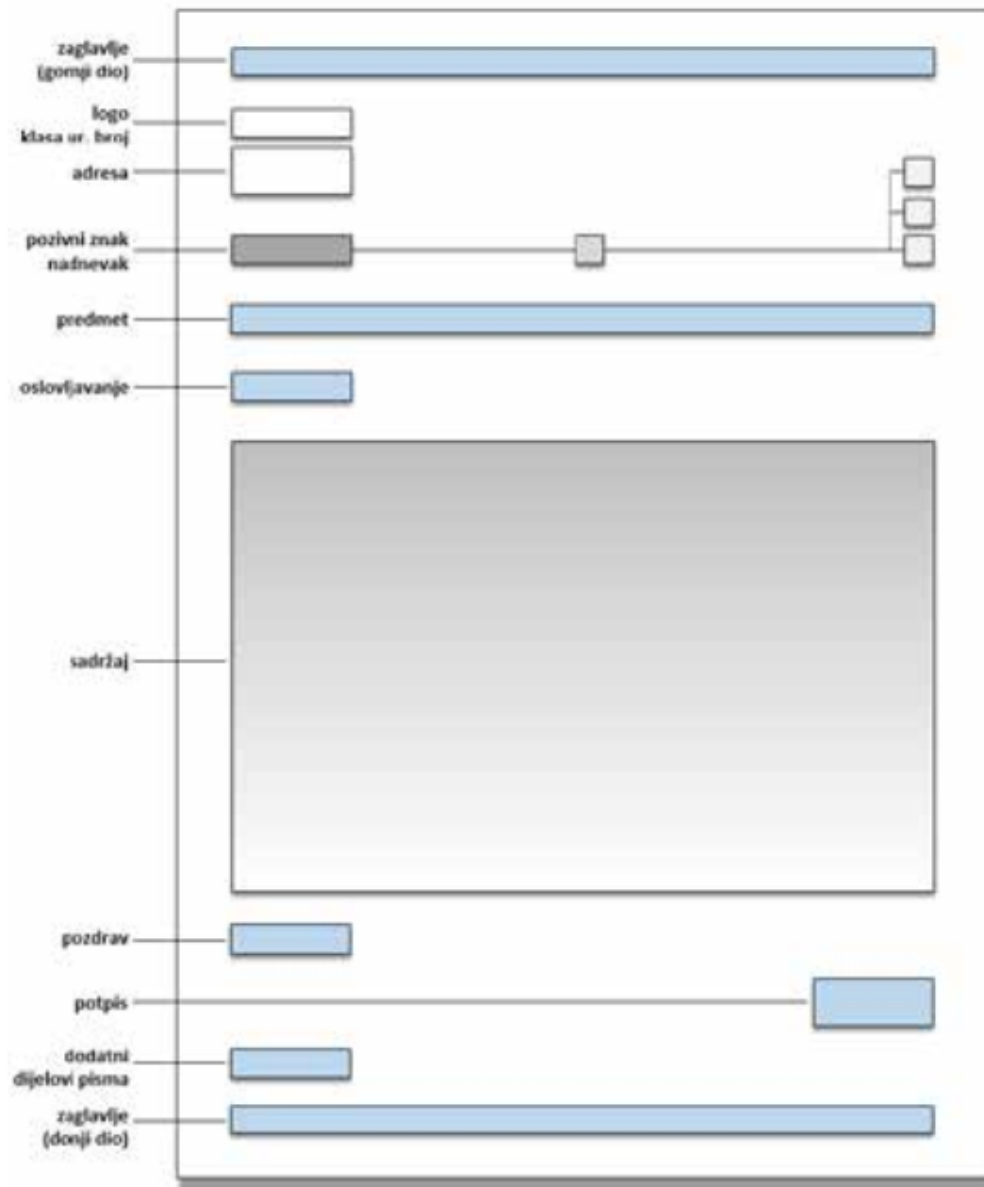 zaglavlje
(gornji dio)
logo
klasa ur. broj
adresa
pozivni znak
nadnevak
predmet
oslovljavanje
sadržaj
pozdrav
potpis
dodatni
dijelovi pisma
zaglavlje
(donji dio)